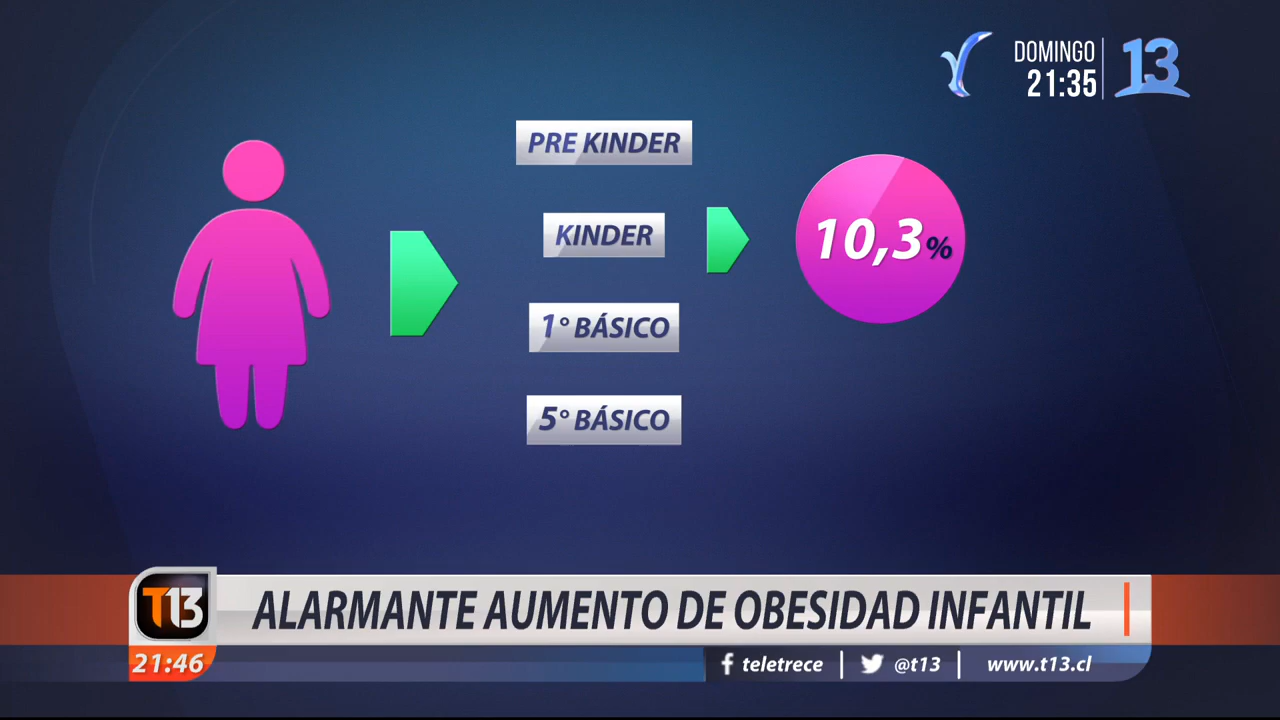 DOMINGO
21:35
13
PRE KINDER
KINDER
10,3%
1° BÁSICO
5° BÁSICO
T13
ALARMANTE AUMENTO DE OBESIDAD INFANTIL
21:46
f teletrece
@t13
www.t13.cl